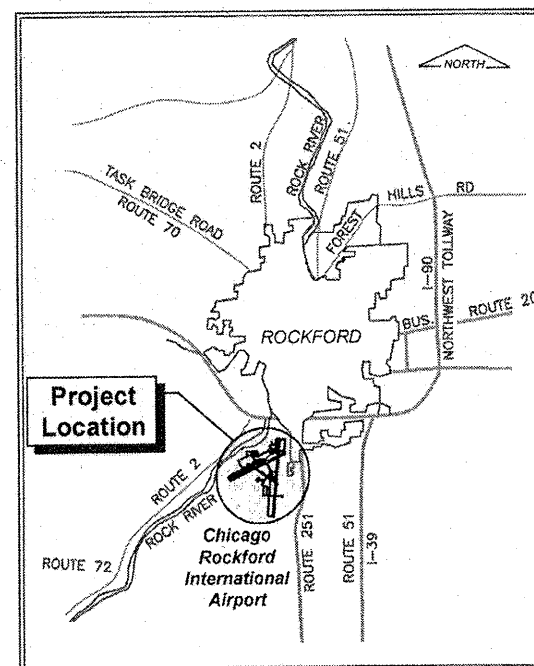 NORTH
ROUTE 2
ROCK RIVER
ROUTE 51
TASK BRIDGE ROAD
ROUTE 70
FOREST
HILLS
RD
I-90
NORTHWEST TOLLWAY
BUS.
ROUTE 20
ROCKFORD
Project
Location
ROUTE 2
ROCK RIVER
ROUTE 72
Chicago
Rockford
International
Airport
ROUTE 251
ROUTE 51
I-39